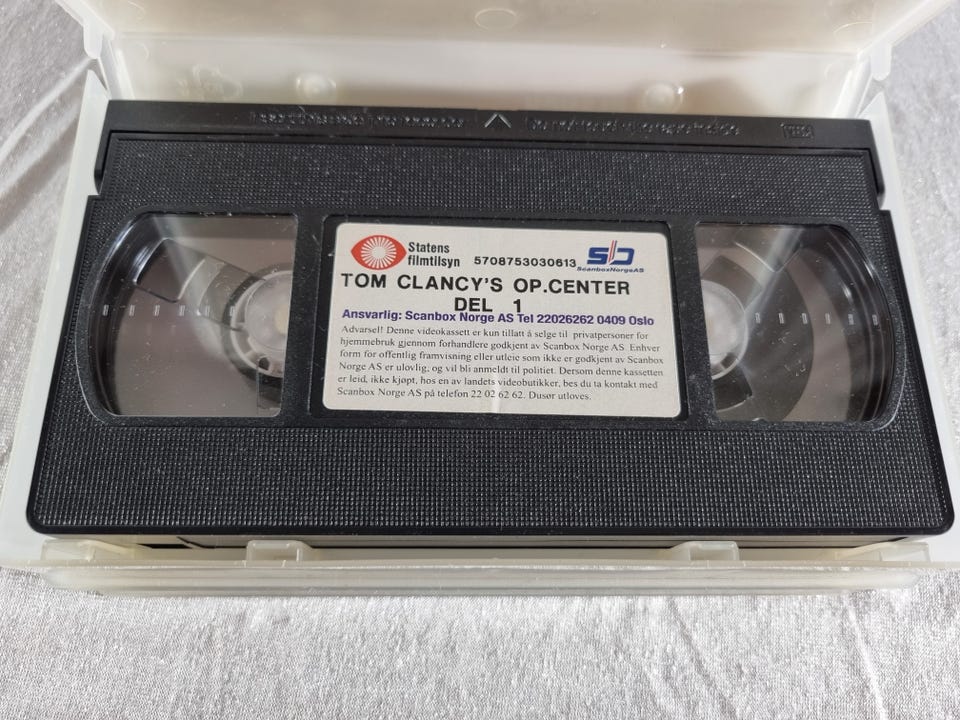 VHS
Statens
filmtilsyn
5708753030613
ScanboxNorgeAS
TOM CLANCY'S OP.CENTER
DEL 1
Ansvarlig: Scanbox Norge AS Tel 22026262 0409 Oslo
Advarsel! Denne videokassett er kun tillatt å selge til privatpersoner for
hjemmebruk gjennom forhandlere godkjent av Scanbox Norge AS. Enhver
form for offentlig framvisning eller utleie som ikke er godkjent av Scanbox
Norge AS er ulovlig, og vil bli anmeldt til politiet. Dersom denne kassetten
er leid, ikke kjøpt, hos en av landets videobutikker, bes du ta kontakt med
Scanbox Norge AS på telefon 22 02 62 62. Dusør utloves.